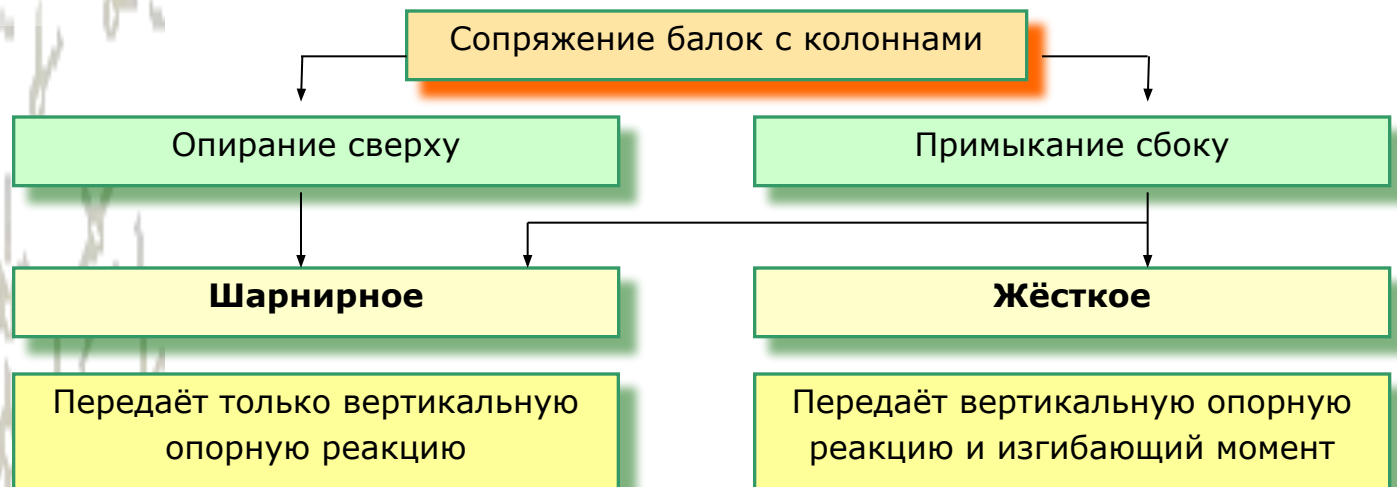 Сопряжение балок с колоннами
Опирание сверху
Примыкание сбоку
Шарнирное
Жёсткое
Передаёт только вертикальную
опорную реакцию
Передаёт вертикальную опорную
реакцию и изгибающий момент